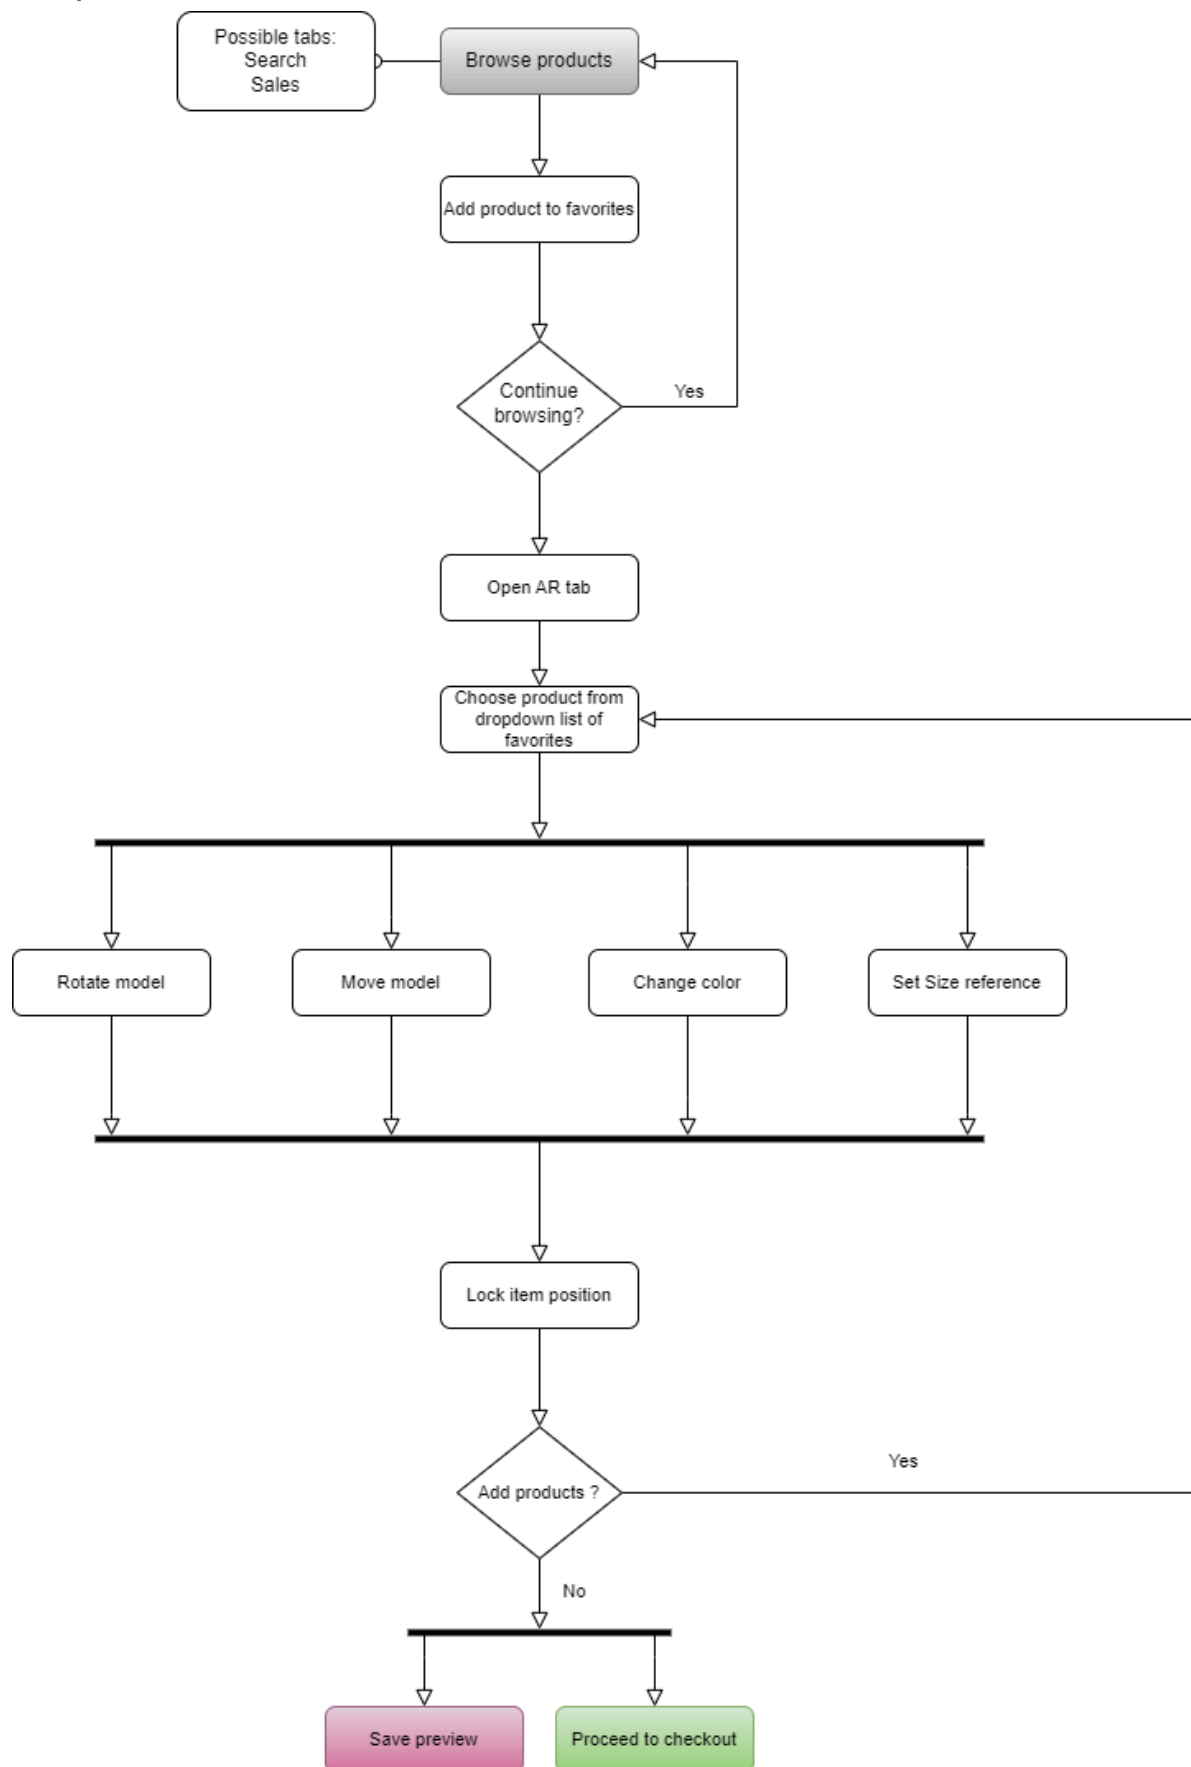 Possible tabs:
Search
Sales
Browse products
Add product to favorites
Continue
browsing?
Yes
Open AR tab
Choose product from
dropdown list of
favorites
Rotate model
Move model
Change color
Set Size reference
Lock item position
Add products ?
Yes
No
Save preview
Proceed to checkout